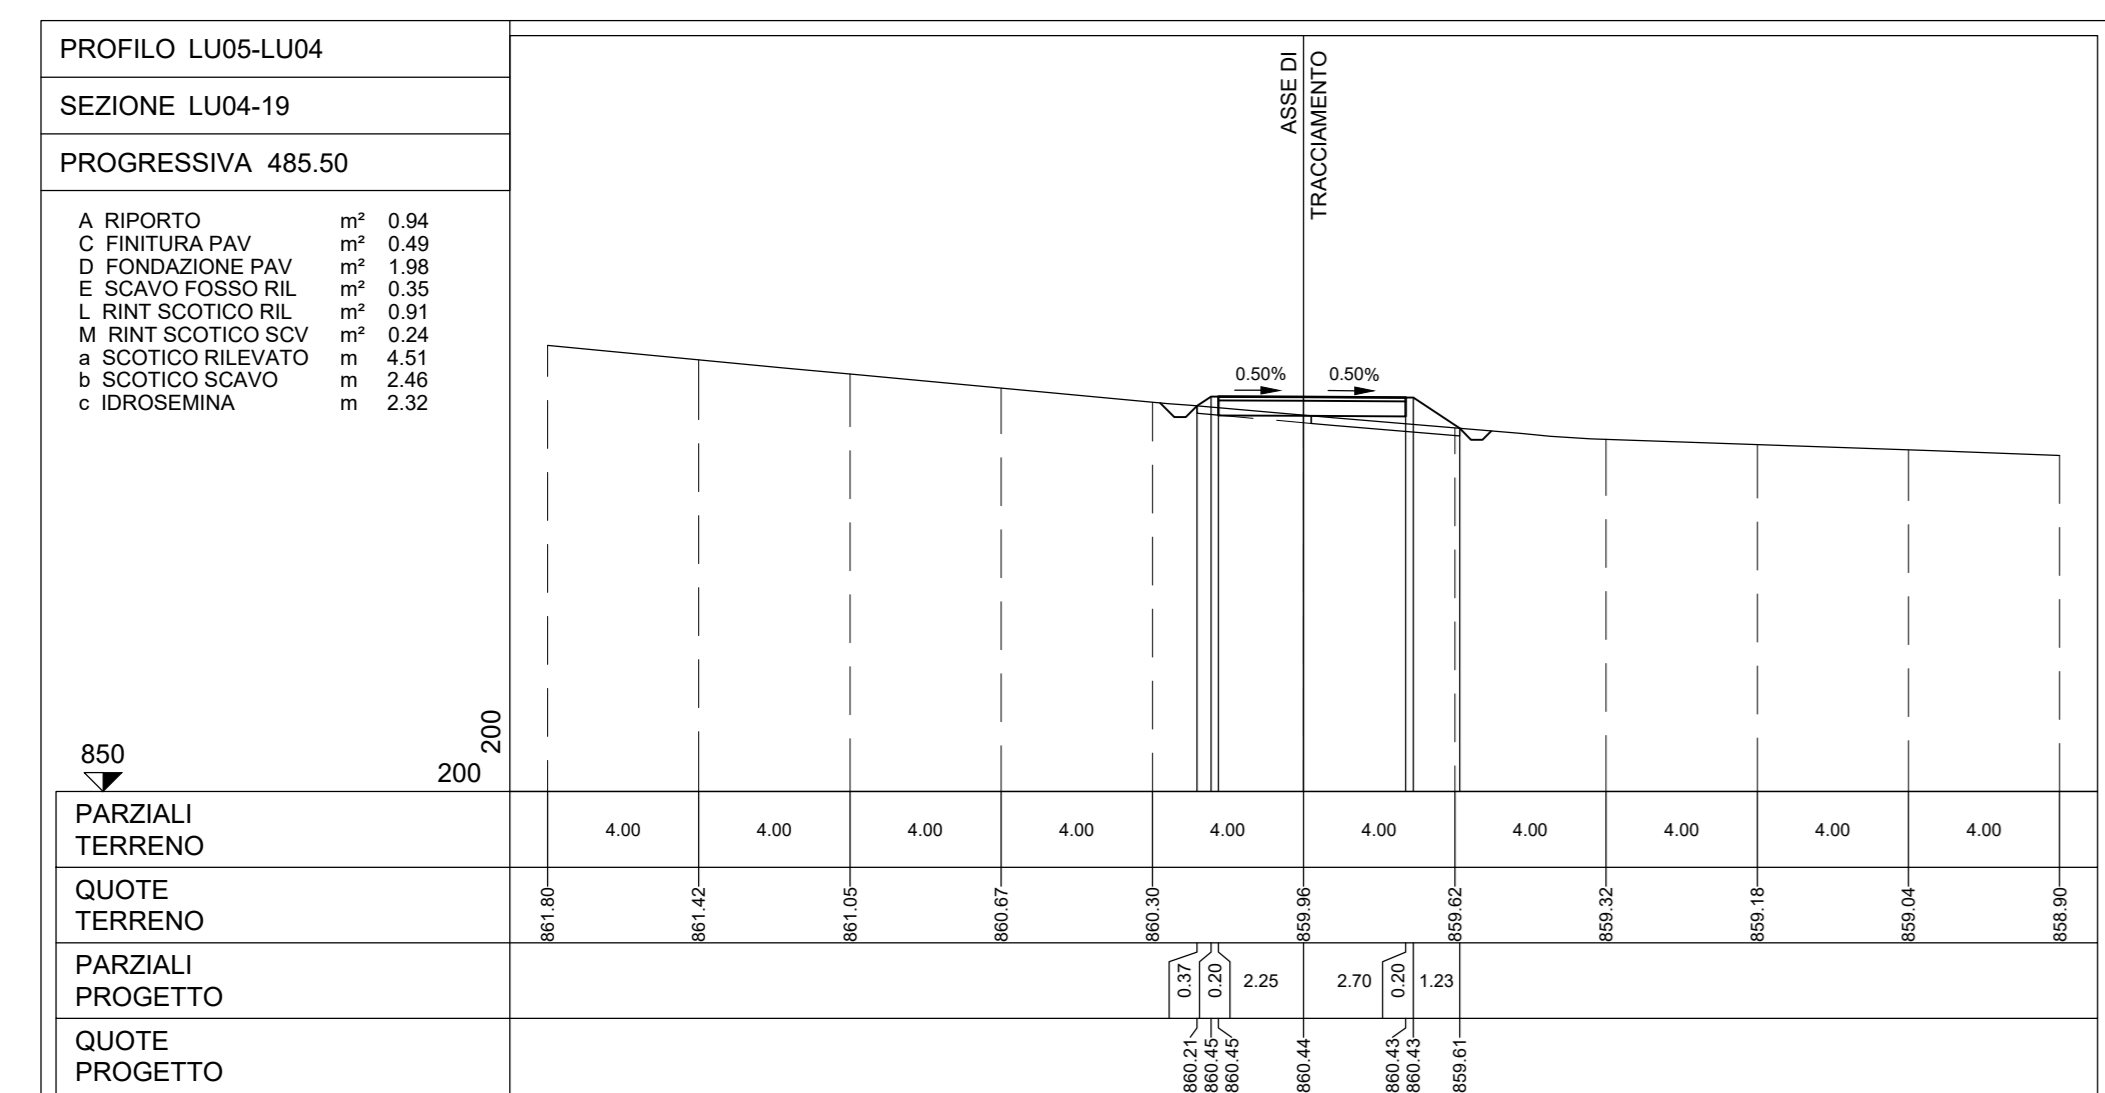 PROFILO LU05-LU04
SEZIONE LU04-19
PROGRESSIVA 485.50
A RIPORTO m² 0.94
C FINITURA PAV m² 0.49
D FONDAZIONE PAV m² 1.98
E SCAVO FOSSO RIL m² 0.35
L RINT SCOTICO RIL m² 0.91
M RINT SCOTICO SCV m² 0.24
a SCOTICO RILEVATO m 4.51
b SCOTICO SCAVO m 2.46
c IDROSEMINA m 2.32
ASSE DI
TRACCIAMENTO
0.50% 0.50%
850
200
200
PARZIALI
TERRENO
4.00 4.00 4.00 4.00 4.00 4.00 4.00 4.00 4.00 4.00
QUOTE
TERRENO
861.80 861.42 861.05 860.67 860.30 859.96 859.62 859.32 859.18 859.04 858.90
PARZIALI
PROGETTO
0.37 0.20 2.25 2.70 0.20 1.23
QUOTE
PROGETTO
860.21 860.45 860.45 860.44 860.43 860.43 859.61